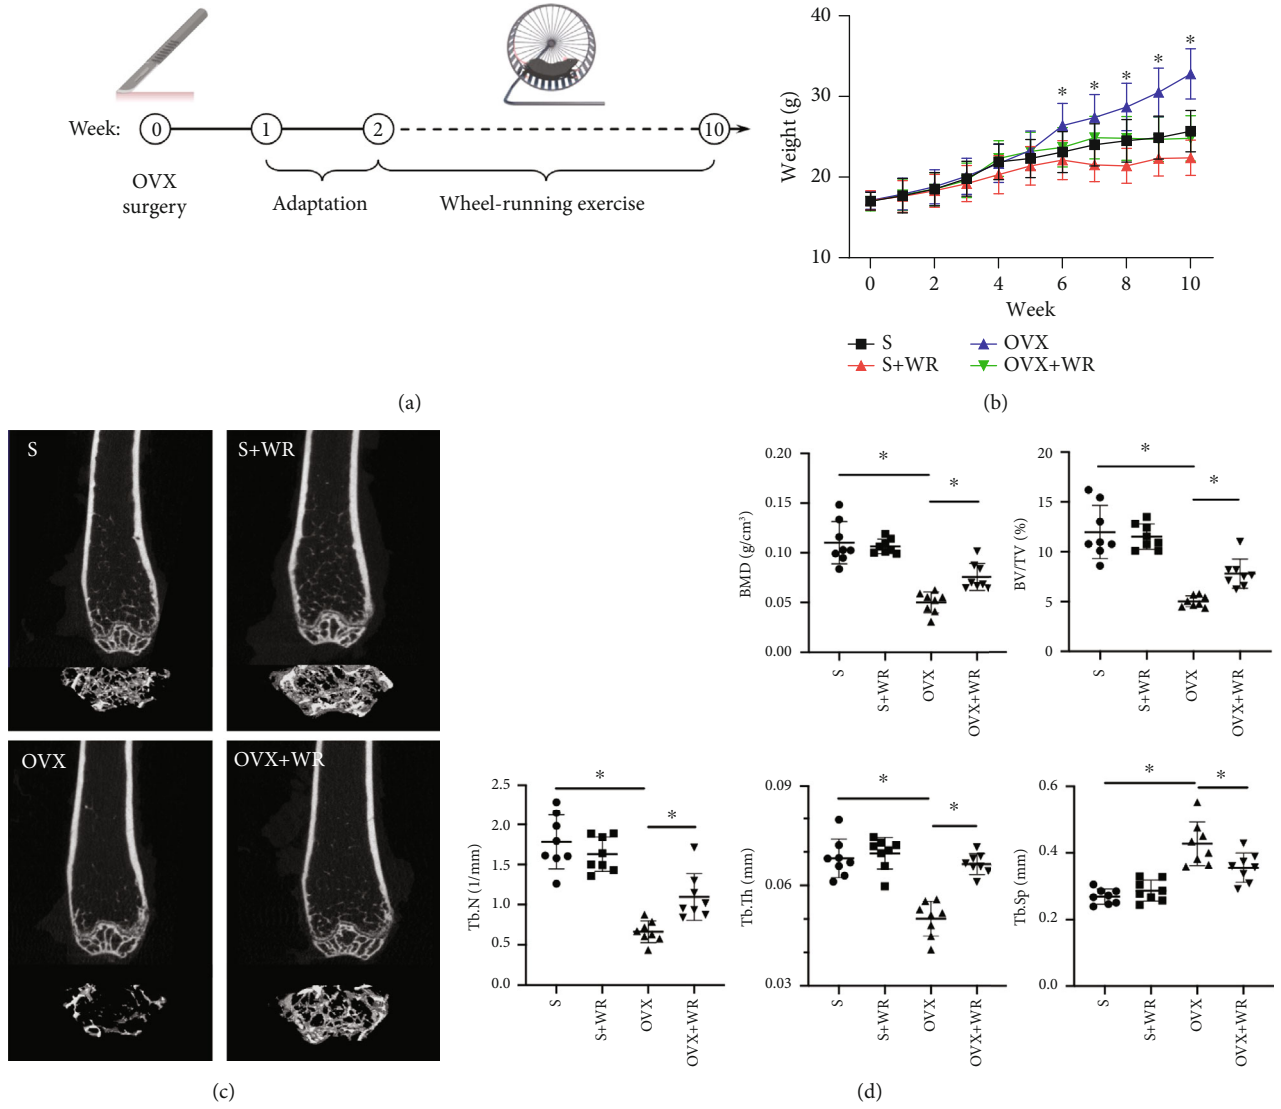 Week:
0
1
2
10
OVX
surgery
Adaptation
Wheel-running exercise
(a)
Weight (g)
40
30
20
10
* * * * *
0 2 4 6 8 10
Week
S
OVX
S+WR
OVX+WR
(b)
S
S+WR
OVX
OVX+WR
(c)
BMD (g/cm³)
0.20
0.15
0.10
0.05
0.00
*
*
S
S+WR
OVX
OVX+WR
BV/TV (%)
20
15
10
5
0
*
*
S
S+WR
OVX
OVX+WR
Tb.N (1/mm)
2.5
2.0
1.5
1.0
0.5
0.0
*
*
S
S+WR
OVX
OVX+WR
Tb.Th (mm)
0.09
0.06
0.03
*
*
S
S+WR
OVX
OVX+WR
Tb.Sp (mm)
0.6
0.4
0.2
0.0
*
*
S
S+WR
OVX
OVX+WR
(d)